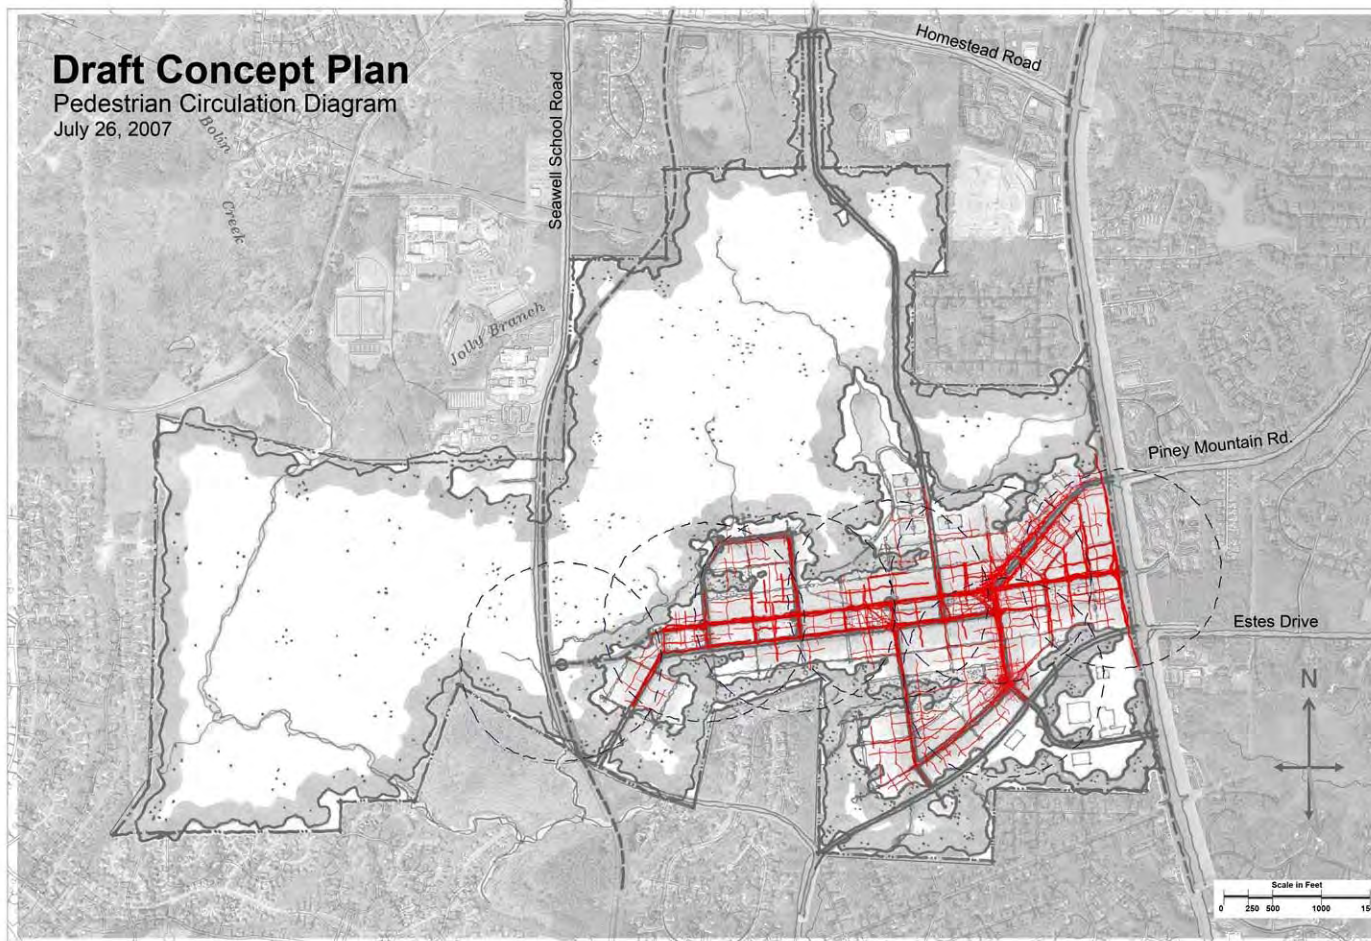 Draft Concept Plan
Pedestrian Circulation Diagram
July 26, 2007
Bolin
Creek
Seawell School Road
Homestead Road
Jolly Branch
Piney Mountain Rd.
Estes Drive
N
Scale in Feet
0 250 500 1000 150